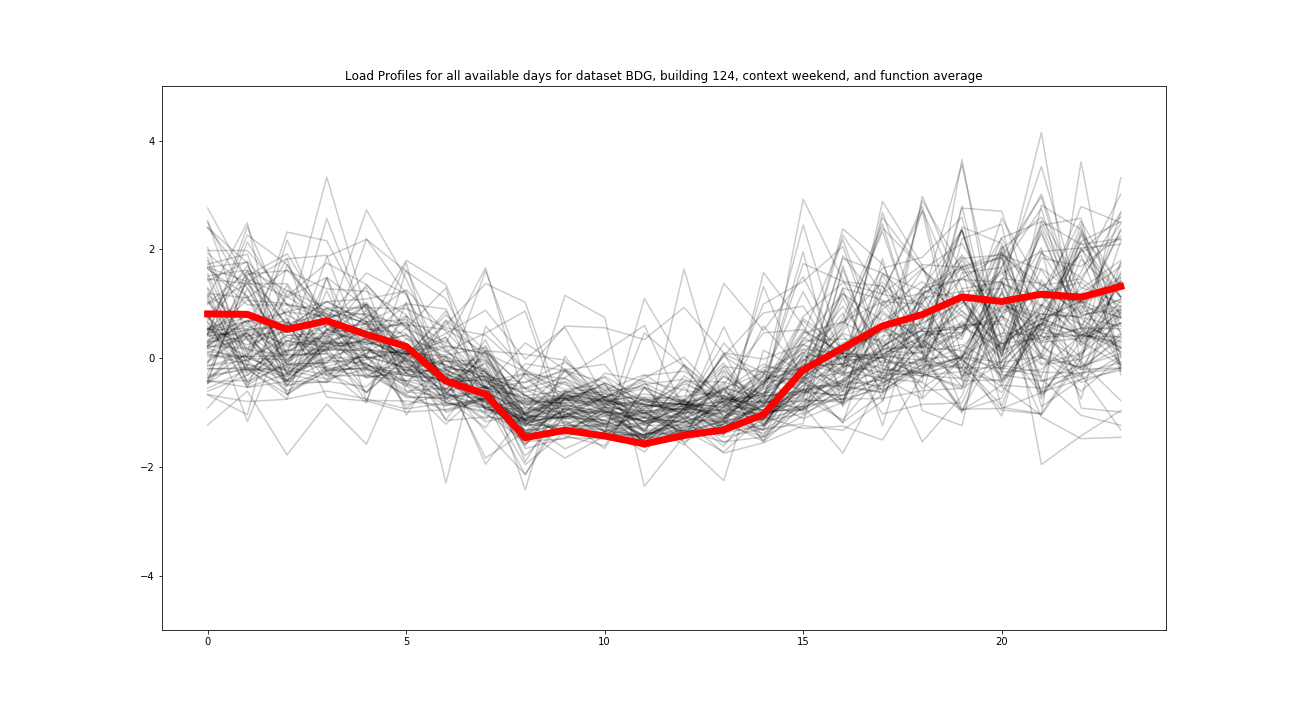 Load Profiles for all available days for dataset BDG, building 124, context weekend, and function average
4
2
0
−2
−4
0 5 10 15 20